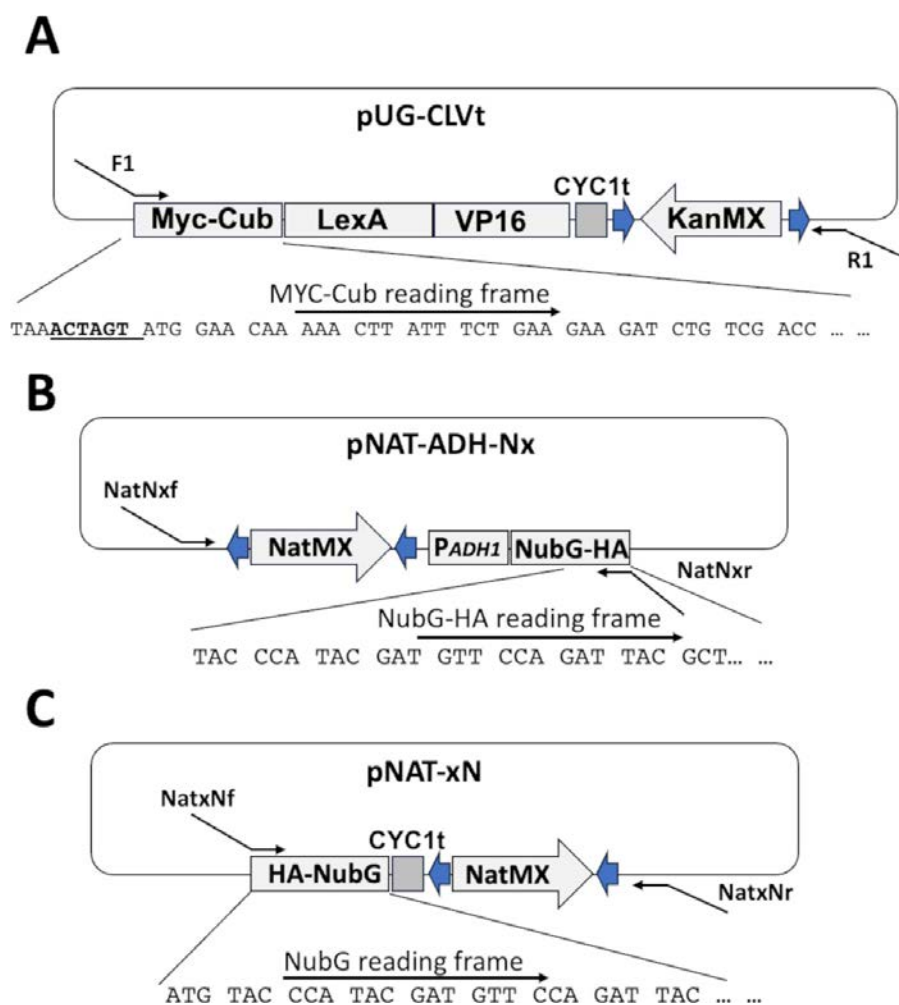 A
pUG-CLVt
F1
CYC1t
Myc-Cub LexA VP16 KanMX
R1
MYC-Cub reading frame
TAAACTAGT ATG GAA CAA AAA CTT ATT TCT GAA GAA GAT CTG TCG ACC … …
B
pNAT-ADH-Nx
NatNxf
NatMX PADH1 NubG-HA
NatNxr
NubG-HA reading frame
TAC CCA TAC GAT GTT CCA GAT TAC GCT… …
C
pNAT-xN
NatxNf
CYC1t
HA-NubG NatMX
NatxNr
NubG reading frame
ATG TAC CCA TAC GAT GTT CCA GAT TAC … …